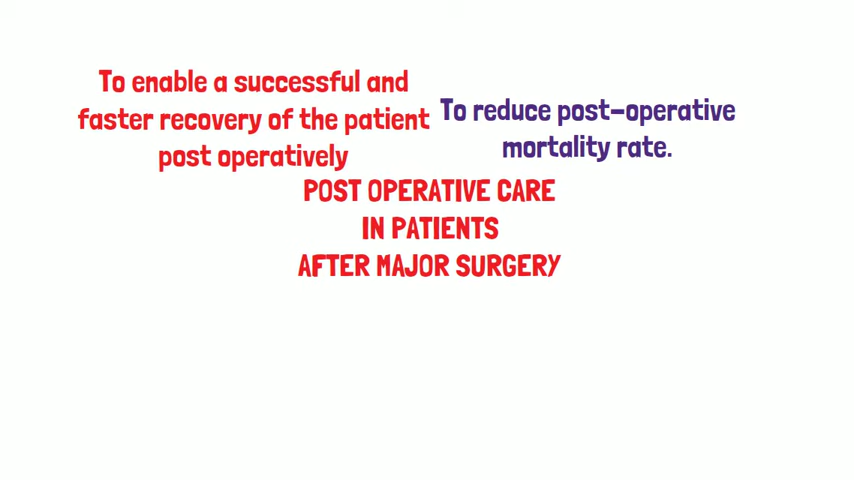 To enable a successful and
faster recovery of the patient
post operatively
To reduce post-operative
mortality rate.
POST OPERATIVE CARE
IN PATIENTS
AFTER MAJOR SURGERY